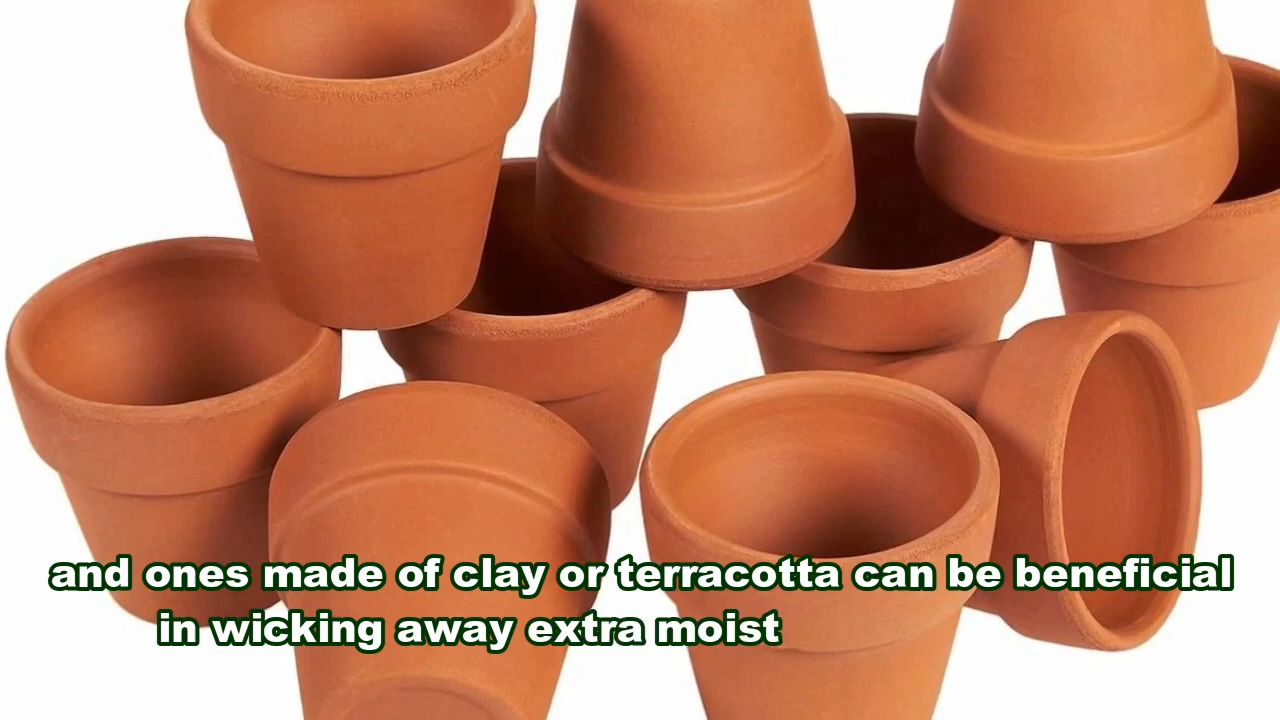 and ones made of clay or terracotta can be beneficial
in wicking away extra moist